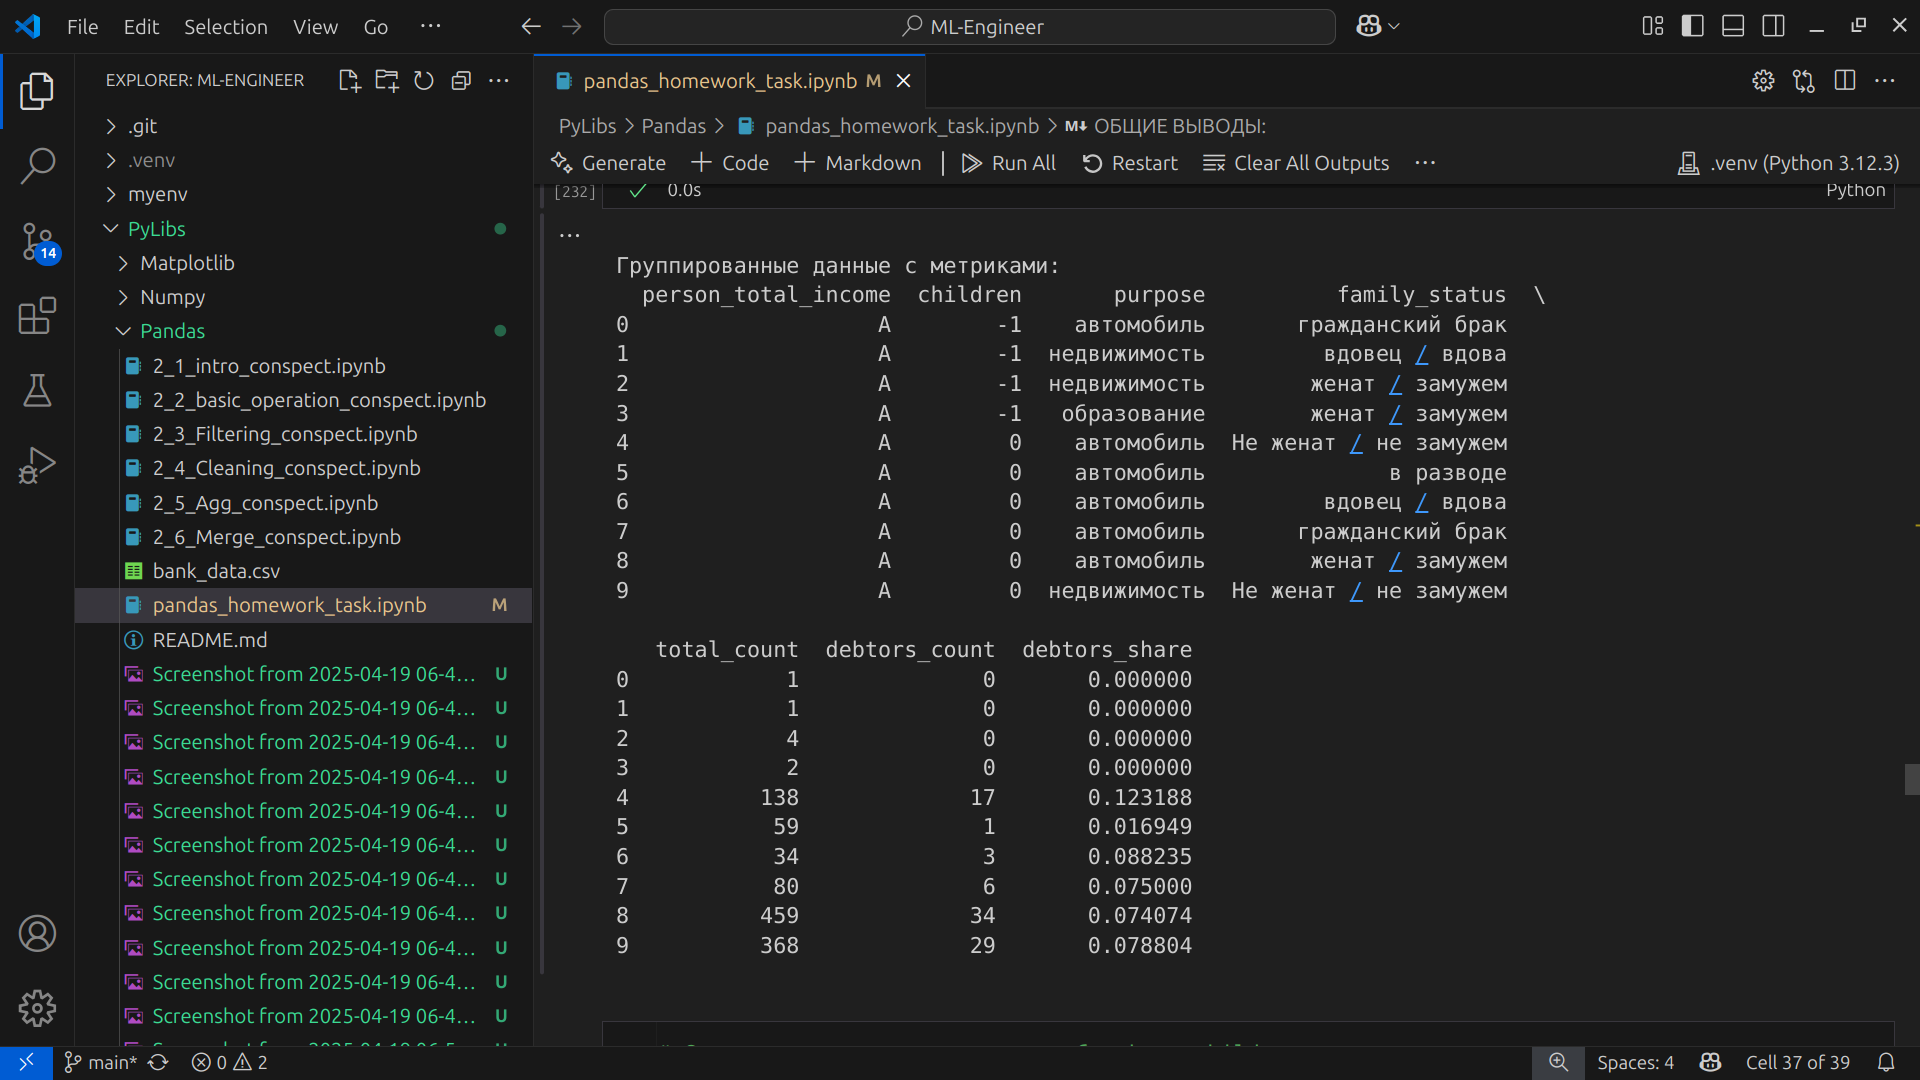 File Edit Selection View Go ··· ML-Engineer
EXPLORER: ML-ENGINEER
.git
.venv
myenv
PyLibs
Matplotlib
Numpy
Pandas
2_1_intro_conspect.ipynb
2_2_basic_operation_conspect.ipynb
2_3_Filtering_conspect.ipynb
2_4_Cleaning_conspect.ipynb
2_5_Agg_conspect.ipynb
2_6_Merge_conspect.ipynb
bank_data.csv
pandas_homework_task.ipynb M
README.md
Screenshot from 2025-04-19 06-4... U
Screenshot from 2025-04-19 06-4... U
Screenshot from 2025-04-19 06-4... U
Screenshot from 2025-04-19 06-4... U
Screenshot from 2025-04-19 06-4... U
Screenshot from 2025-04-19 06-4... U
Screenshot from 2025-04-19 06-4... U
Screenshot from 2025-04-19 06-4... U
Screenshot from 2025-04-19 06-4... U
Screenshot from 2025-04-19 06-4... U
Screenshot from 2025-04-19 06-4... U
14
pandas_homework_task.ipynb M
PyLibs > Pandas > pandas_homework_task.ipynb > M↓ ОБЩИЕ ВЫВОДЫ:
Generate + Code + Markdown | Run All Restart Clear All Outputs ··· .venv (Python 3.12.3)
[232] ✓ 0.0s Python
...
Группированные данные с метриками:
person_total_income children purpose family_status \
0 A -1 автомобиль гражданский брак
1 A -1 недвижимость вдовец / вдова
2 A -1 недвижимость женат / замужем
3 A -1 образование женат / замужем
4 A 0 автомобиль Не женат / не замужем
5 A 0 автомобиль в разводе
6 A 0 автомобиль вдовец / вдова
7 A 0 автомобиль гражданский брак
8 A 0 автомобиль женат / замужем
9 A 0 недвижимость Не женат / не замужем
total_count debtors_count debtors_share
0 1 0 0.000000
1 1 0 0.000000
2 4 0 0.000000
3 2 0 0.000000
4 138 17 0.123188
5 59 1 0.016949
6 34 3 0.088235
7 80 6 0.075000
8 459 34 0.074074
9 368 29 0.078804
main* 0 2 Spaces: 4 Cell 37 of 39